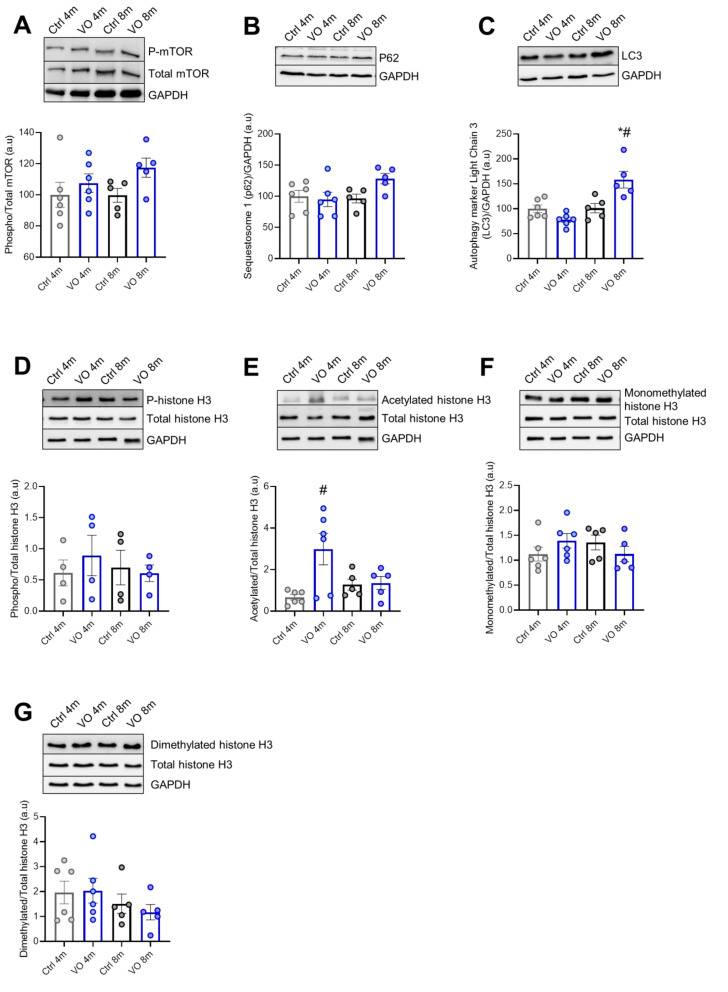 A
Ctrl 4m VO 4m Ctrl 8m VO 8m
P-mTOR
Total mTOR
GAPDH
Phospho/Total mTOR (a.u)
140
120
100
80
60
Ctrl 4m VO 4m Ctrl 8m VO 8m
B
Ctrl 4m VO 4m Ctrl 8m VO 8m
P62
GAPDH
Sequestosome 1 (p62)/GAPDH (a.u)
200
150
100
50
0
Ctrl 4m VO 4m Ctrl 8m VO 8m
C
Ctrl 4m VO 4m Ctrl 8m VO 8m
LC3
GAPDH
Autophagy marker Light Chain 3
(LC3)/GAPDH (a.u)
250
200
150
100
50
0
*#
Ctrl 4m VO 4m Ctrl 8m VO 8m
D
Ctrl 4m VO 4m Ctrl 8m VO 8m
P-histone H3
Total histone H3
GAPDH
Phospho/Total histone H3 (a.u)
2.0
1.5
1.0
0.5
0.0
Ctrl 4m VO 4m Ctrl 8m VO 8m
E
Ctrl 4m VO 4m Ctrl 8m VO 8m
Acetylated histone H3
Total histone H3
GAPDH
Acetylated/Total histone H3 (a.u)
6
4
2
0
#
Ctrl 4m VO 4m Ctrl 8m VO 8m
F
Ctrl 4m VO 4m Ctrl 8m VO 8m
Monomethylated
histone H3
Total histone H3
GAPDH
Monomethylated/Total histone H3 (a.u)
2.5
2.0
1.5
1.0
0.5
0.0
Ctrl 4m VO 4m Ctrl 8m VO 8m
G
Ctrl 4m VO 4m Ctrl 8m VO 8m
Dimethylated histone H3
Total histone H3
GAPDH
Dimethylated/Total histone H3 (a.u)
5
4
3
2
1
0
Ctrl 4m VO 4m Ctrl 8m VO 8m